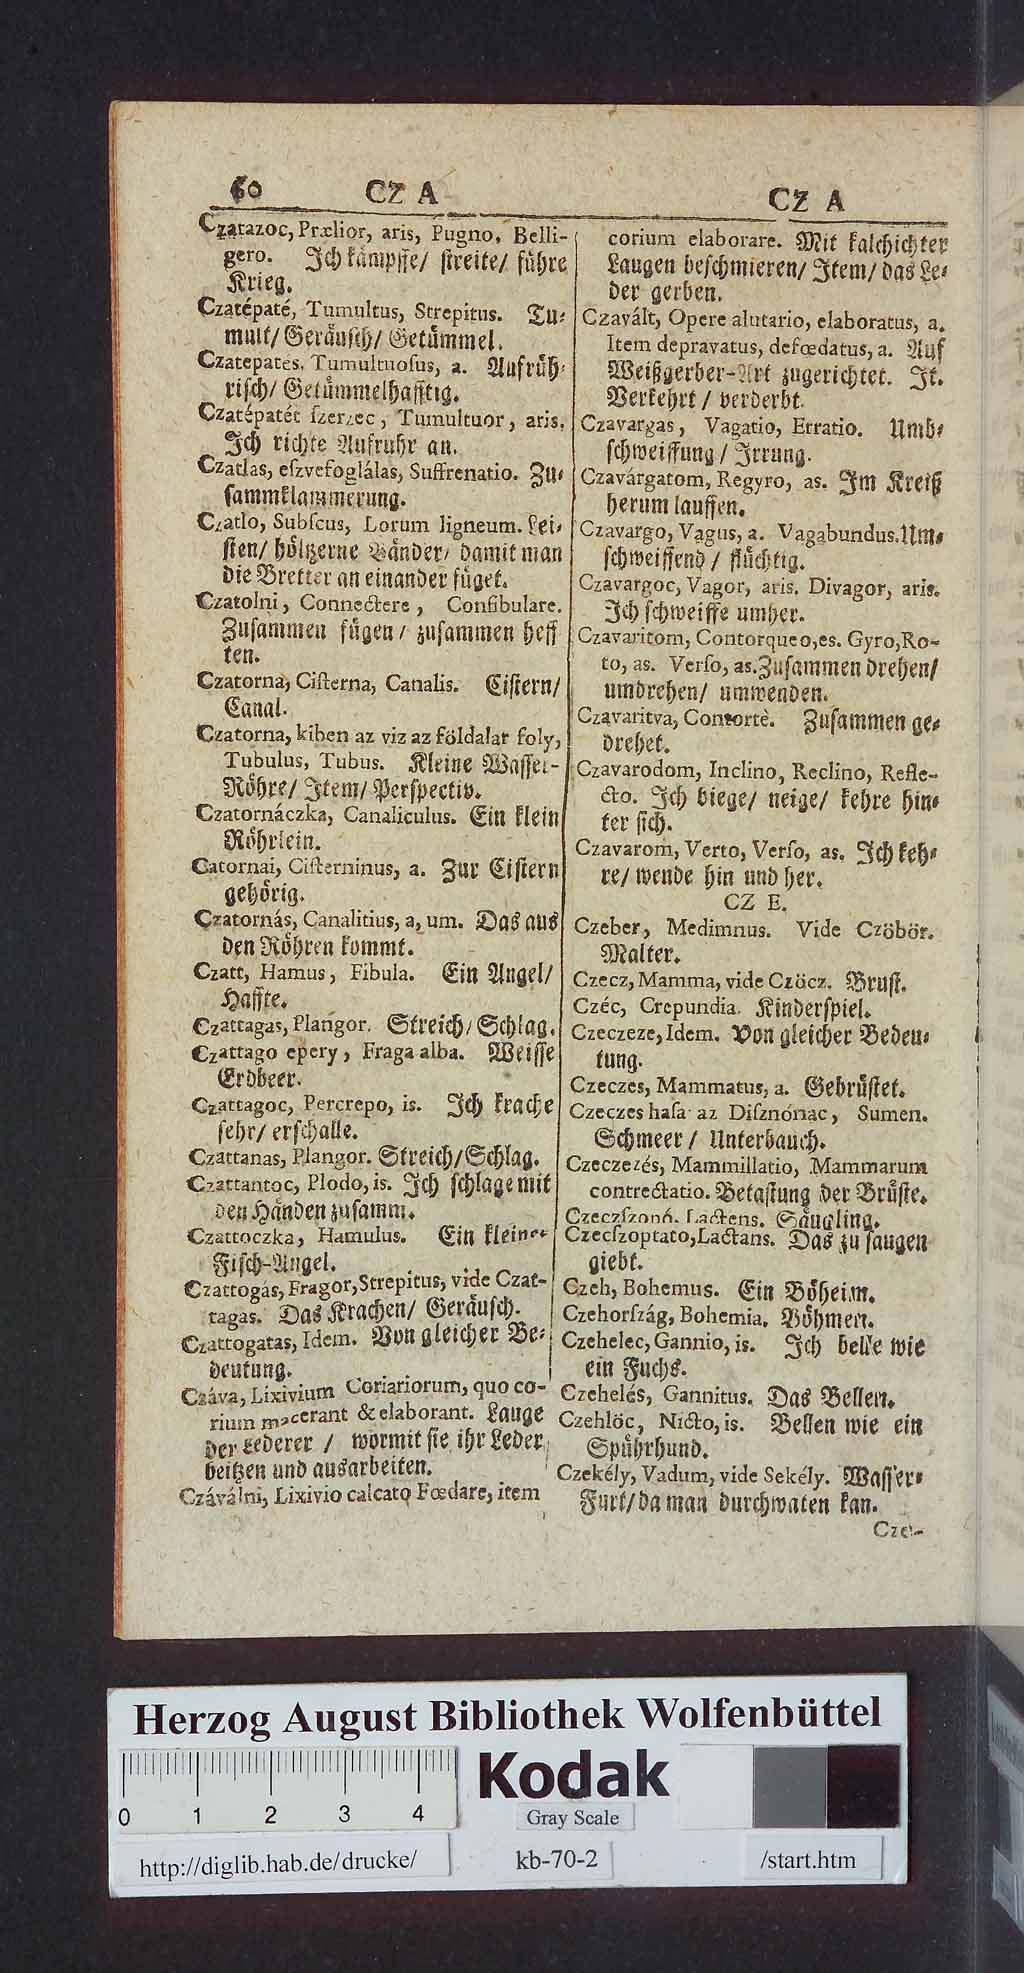 60 CZ A
Czatazoc, Prælior, aris, Pugno, Belli-
gero. Ich kämpffe/ streite/ führe
Krieg.
Czatépaté, Tumultus, Strepitus. Tu-
mult/ Geräusch/ Getümmel.
Czatepatés, Tumultuosus, a. Aufrüh-
risch/ Getümmelhafftig.
Czatépatét ſzerzec, Tumultuor, aris.
Ich richte Aufruhr an.
Czatlas, eſzvefoglálas, Suffrenatio. Zu-
sammklammerung.
Czatlo, Subſcus, Lorum ligneum. Lei-
sten/ höltzerne Bänder/ damit man
die Bretter an einander füget.
Czatolni, Connectere, Confibulare.
Zusammen fügen/ zusammen heff
ten.
Czatorna, Ciſterna, Canalis. Cistern/
Canal.
Czatorna, kiben az viz az földalat foly,
Tubulus, Tubus. Kleine Wasser-
Röhre/ Item/ Perspectiv.
Czatornáczka, Canaliculus. Ein klein
Röhrlein.
Catornai, Ciſterninus, a. Zur Cistern
gehörig.
Czatornás, Canalitius, a, um. Das aus
den Röhren kommt.
Czatt, Hamus, Fibula. Ein Angel/
Haffte.
Czattagas, Plangor. Streich/ Schlag.
Czattago epery, Fraga alba. Weisse
Erdbeer.
Czattagoc, Percrepo, is. Ich krache
sehr/ erschalle.
Czattanas, Plangor. Streich/ Schlag.
Czattantoc, Plodo, is. Ich schlage mit
den Händen zusamm.
Czattoczka, Hamulus. Ein kleiner
Fisch-Angel.
Czattogás, Fragor, Strepitus, vide Czat-
tagas. Das Krachen/ Geräusch.
Czattogatas, Idem. Von gleicher Be-
deutung.
Czáva, Lixivium Coriariorum, quo co-
rium macerant & elaborant. Lauge
der Lederer / wormit sie ihr Leder
beitzen und ausarbeiten.
Czáválni, Lixivio calcato Fœdare, item
CZ A
corium elaborare. Mit kalchichter
Laugen beschmieren/ Item/ das Le-
der gerben.
Czavált, Opere alutario, elaboratus, a.
Item depravatus, defœdatus, a. Auf
Weißgerber-Art zugerichtet. It.
Verkehrt / verderbt.
Czavargas, Vagatio, Erratio. Umb-
schweiffung / Irrung.
Czavárgatom, Regyro, as. Im Kreiß
herum lauffen.
Czavargo, Vagus, a. Vagabundus. Um-
schweiffend / flüchtig.
Czavargoc, Vagor, aris. Divagor, aris.
Ich schweiffe umher.
Czavaritom, Contorqueo, es. Gyro, Ro-
to, as. Verſo, as. Zusammen drehen/
umdrehen/ umwenden.
Czavaritva, Contortè. Zusammen ge-
drehet.
Czavarodom, Inclino, Reclino, Refle-
cto. Ich biege/ neige/ kehre hin-
ter sich.
Czavarom, Verto, Verſo, as. Ich keh-
re/ wende hin und her.
CZ E.
Czeber, Medimnus. Vide Czöbör.
Malter.
Czecz, Mamma, vide Czöcz. Brust.
Czéc, Crepundia. Kinderspiel.
Czeczeze, Idem. Von gleicher Bedeu-
tung.
Czeczes, Mammatus, a. Gebrüstet.
Czeczes haſa az Diſznónac, Sumen.
Schmeer / Unterbauch.
Czeczezés, Mammillatio, Mammarum
contrectatio. Betastung der Brüste.
Czeczſzopó, Lactens. Säugling.
Czecſzoptato, Lactans. Das zu saugen
giebt.
Czeh, Bohemus. Ein Böheim.
Czehorſzág, Bohemia. Böhmen.
Czehelec, Gannio, is. Ich belle wie
ein Fuchs.
Czehelés, Gannitus. Das Bellen.
Czehlöc, Nicto, is. Bellen wie ein
Spührhund.
Czekély, Vadum, vide Sekély. Wasser-
Furt/ da man durchwaten kan.
Cze-
Herzog August Bibliothek Wolfenbüttel
Kodak
0 1 2 3 4
Gray Scale
http://diglib.hab.de/drucke/ kb-70-2 /start.htm